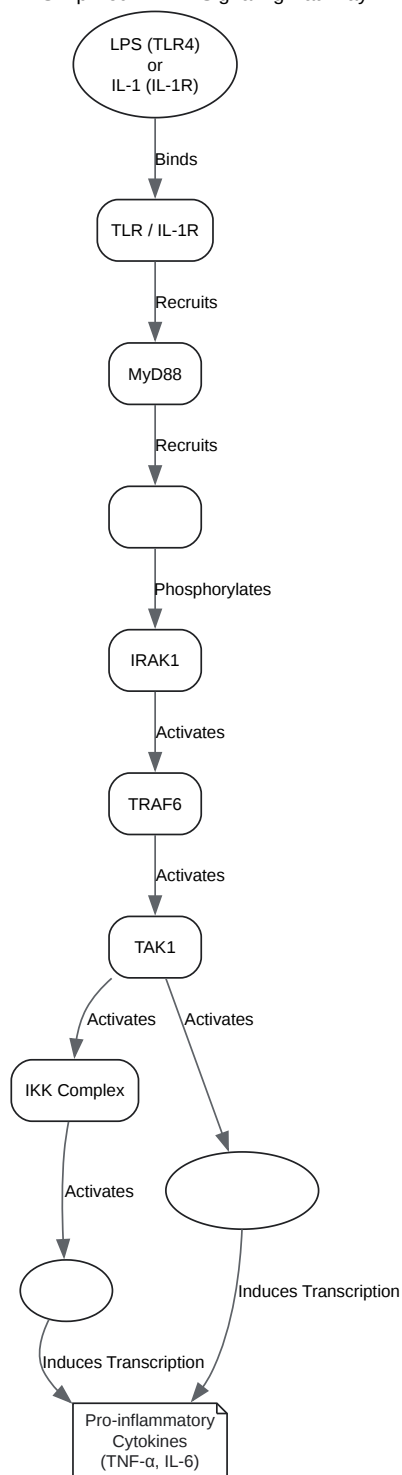 LPS (TLR4)
or
IL-1 (IL-1R)
Binds
TLR / IL-1R
Recruits
MyD88
Recruits
Phosphorylates
IRAK1
Activates
TRAF6
Activates
TAK1
Activates
Activates
IKK Complex
Activates
Induces Transcription
Induces Transcription
Pro-inflammatory
Cytokines
(TNF-α, IL-6)